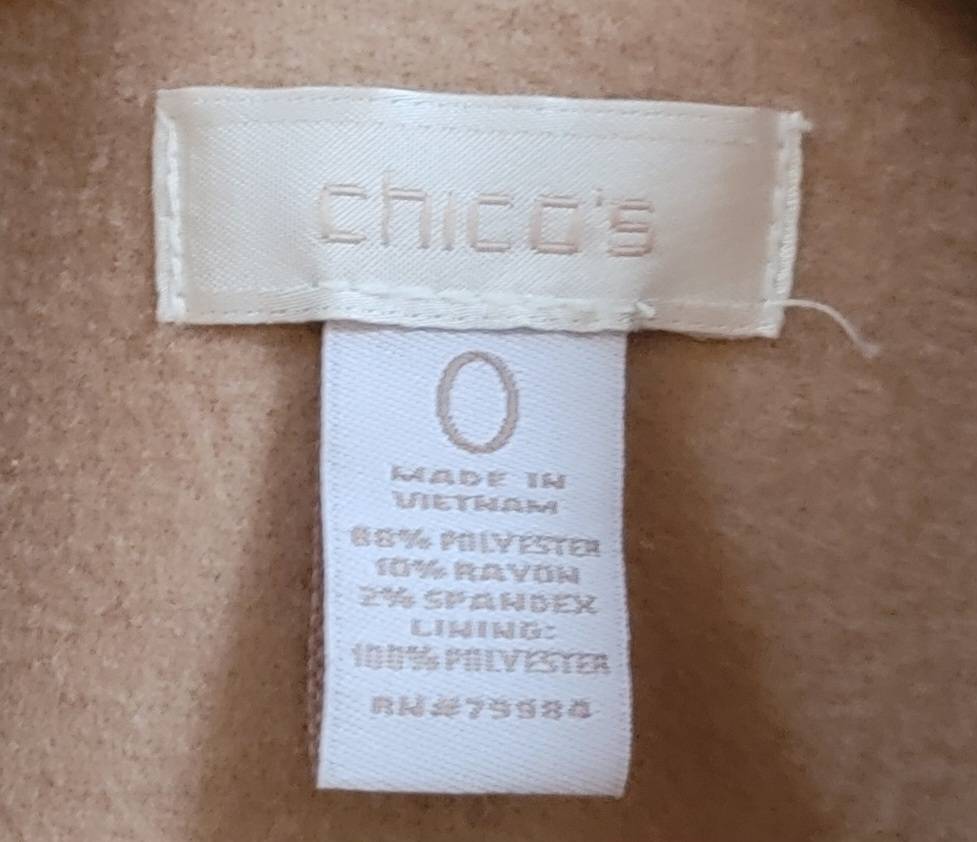 chico's
0
MADE IN
VIETNAM
88% POLYESTER
10% RAYON
2% SPANDEX
LINING:
100% POLYESTER
RN#79984